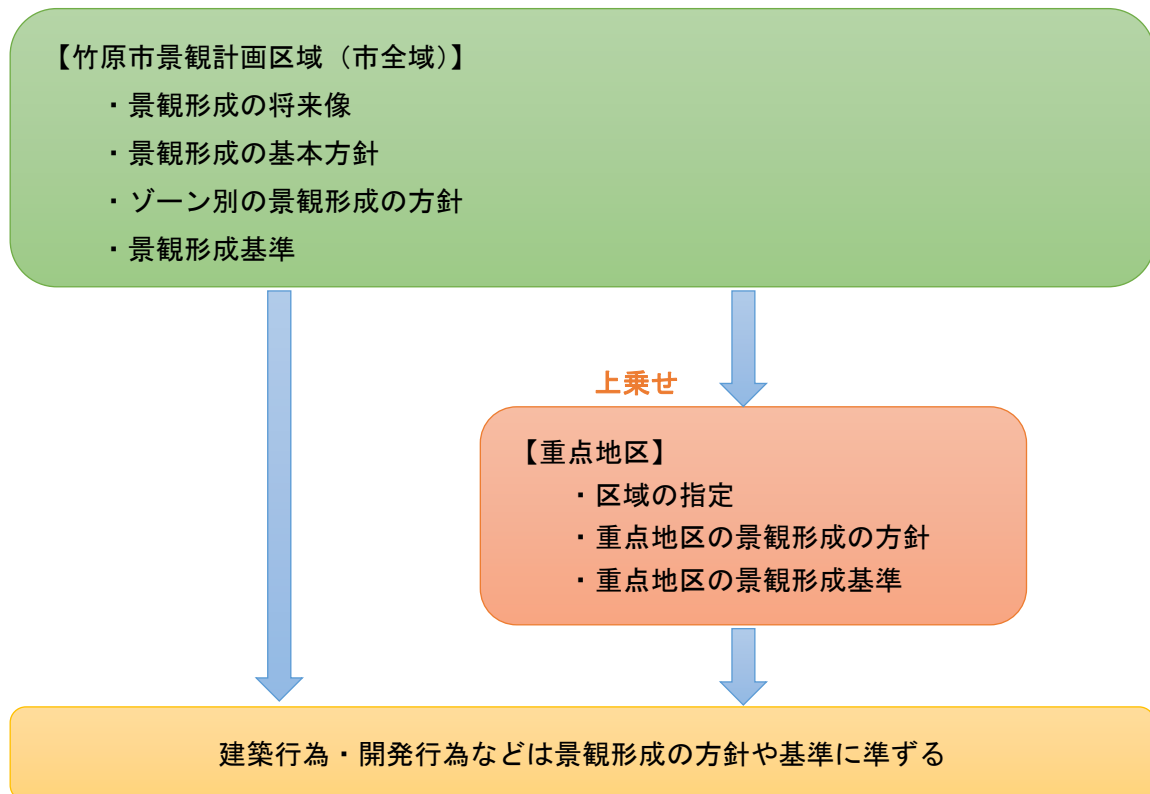 【竹原市景観計画区域（市全域）】
・景観形成の将来像
・景観形成の基本方針
・ゾーン別の景観形成の方針
・景観形成基準
上乗せ
【重点地区】
・区域の指定
・重点地区の景観形成の方針
・重点地区の景観形成基準
建築行為・開発行為などは景観形成の方針や基準に準ずる